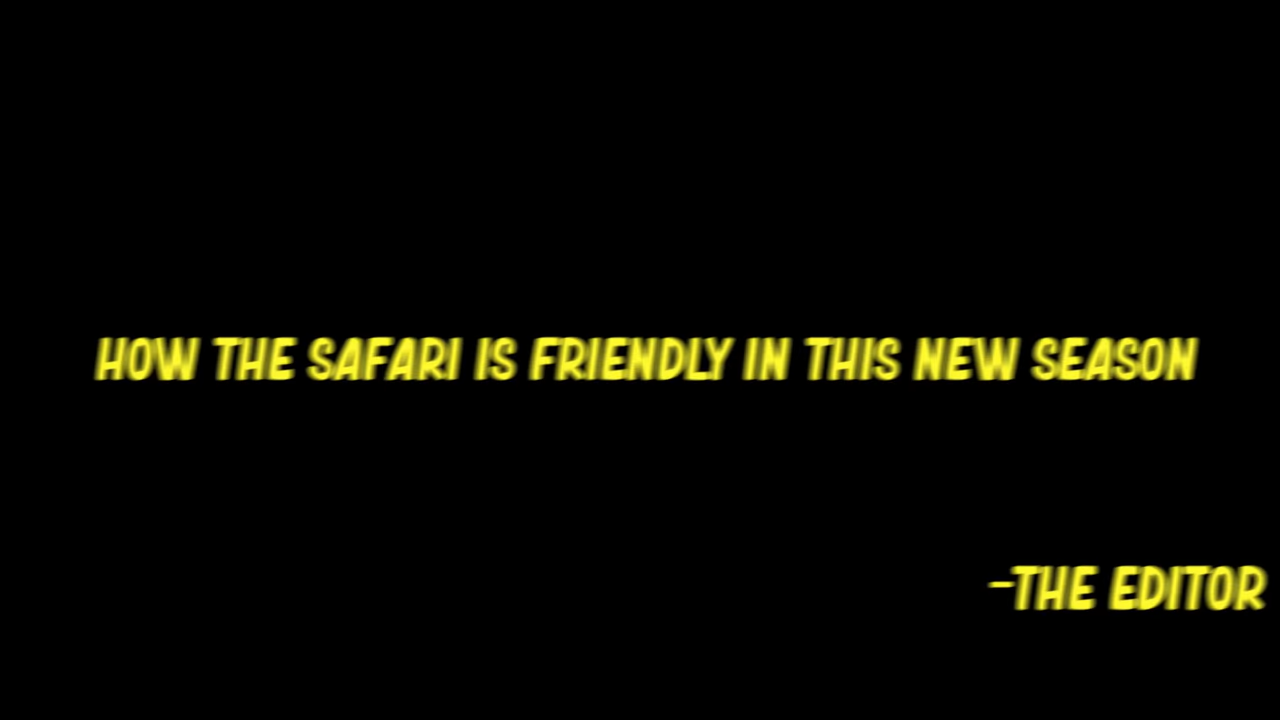 HOW THE SAFARI IS FRIENDLY IN THIS NEW SEASON
-THE EDITOR